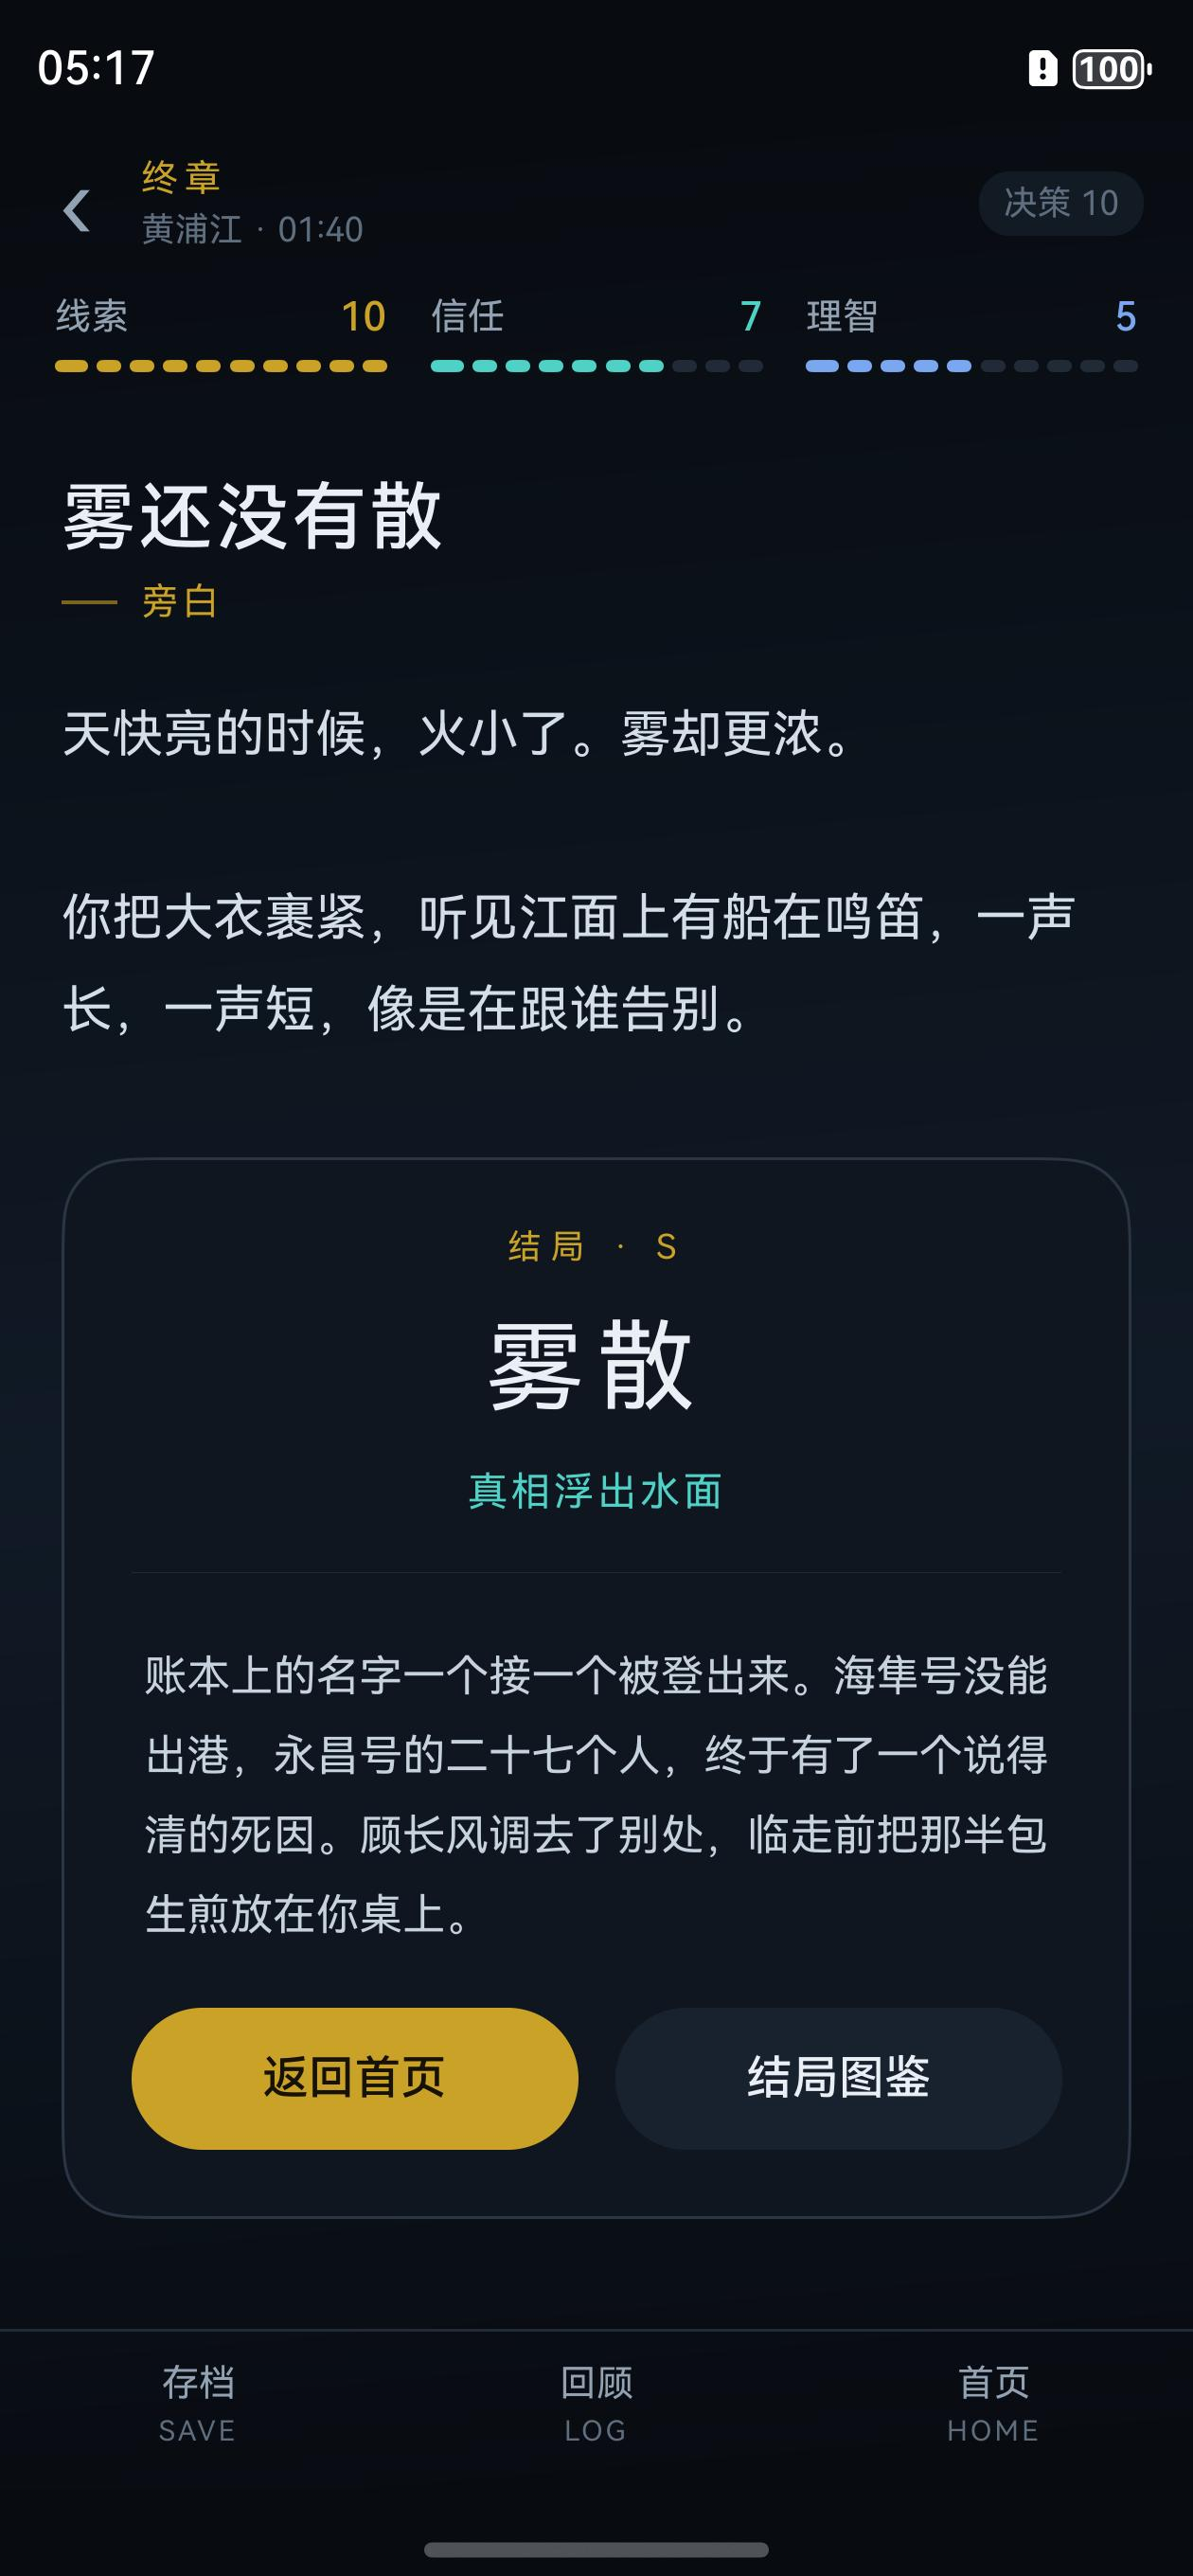 05:17
100
终章
黄浦江 · 01:40
决策 10
线索 10
信任 7
理智 5
雾还没有散
旁白
天快亮的时候，火小了。雾却更浓。
你把大衣裹紧，听见江面上有船在鸣笛，一声
长，一声短，像是在跟谁告别。
结局 · S
雾散
真相浮出水面
账本上的名字一个接一个被登出来。海隼号没能
出港，永昌号的二十七个人，终于有了一个说得
清的死因。顾长风调去了别处，临走前把那半包
生煎放在你桌上。
返回首页
结局图鉴
存档
SAVE
回顾
LOG
首页
HOME